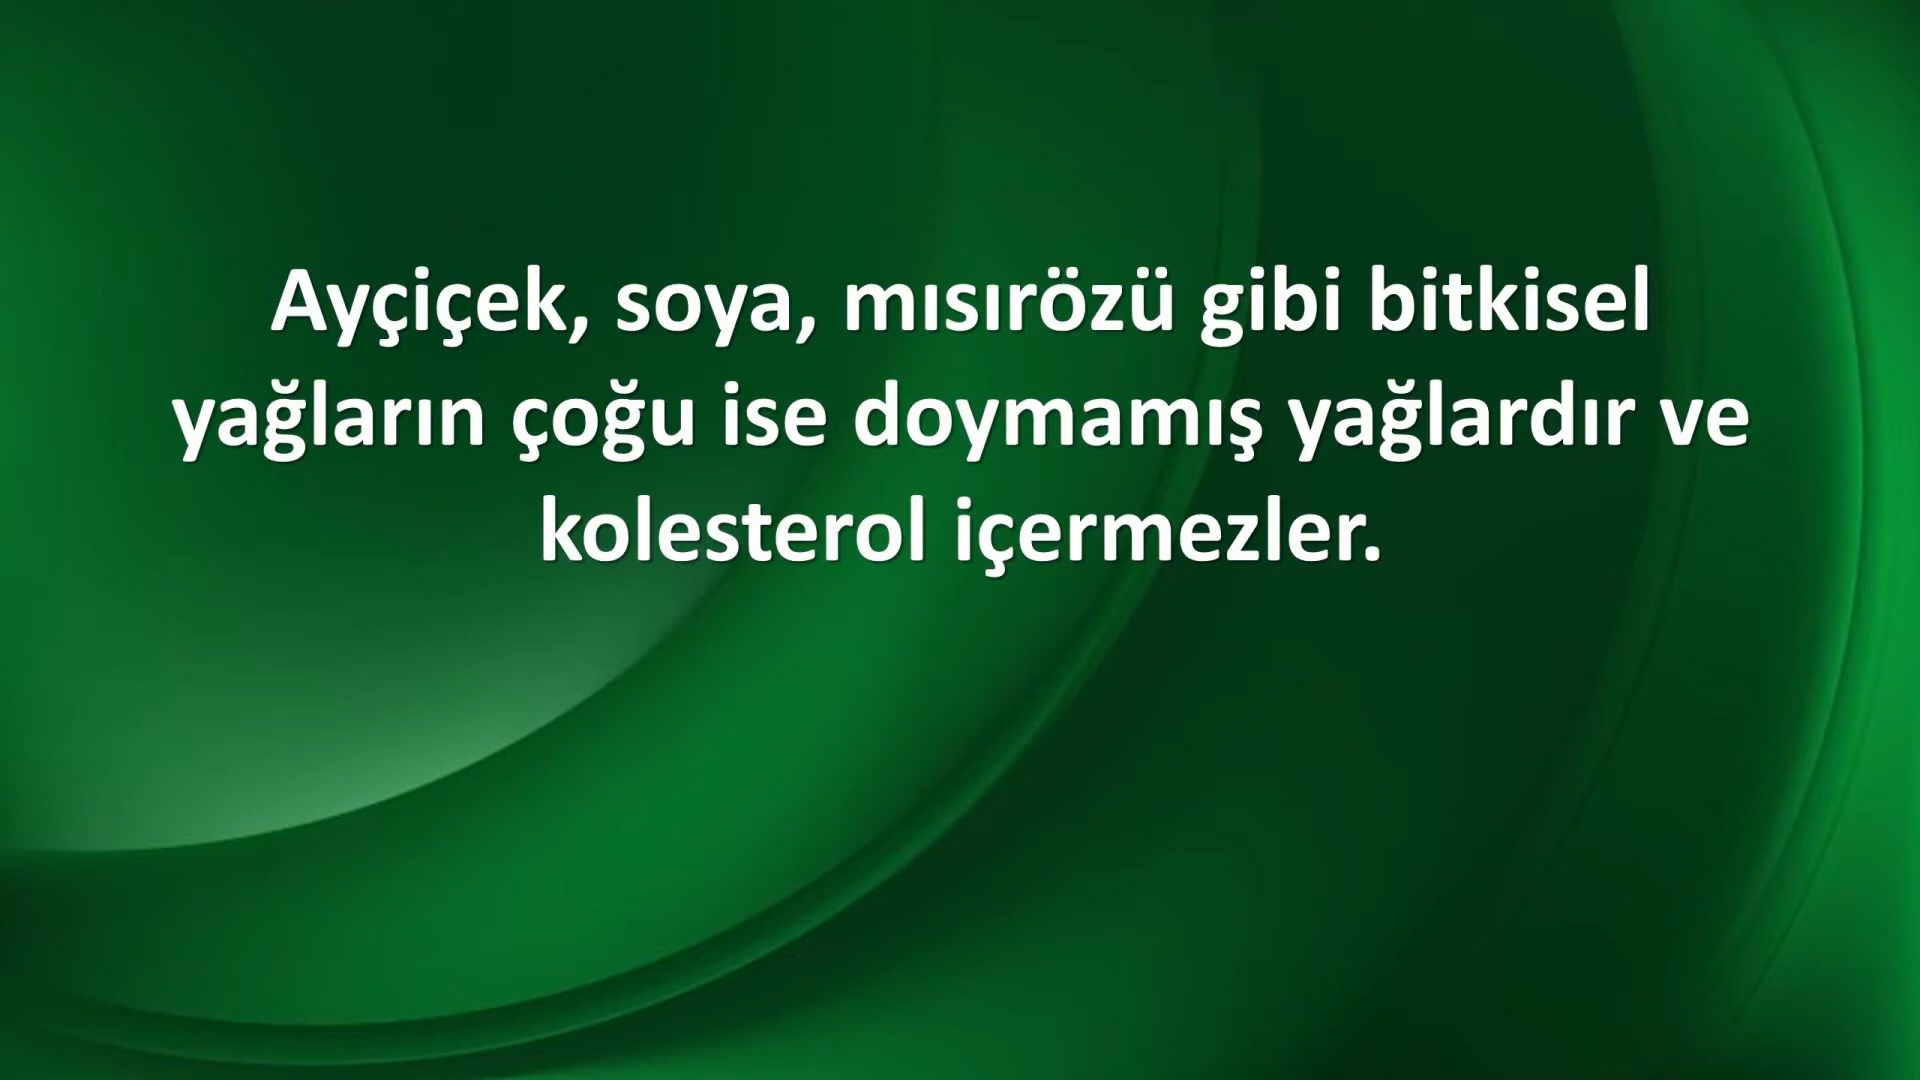 Ayçiçek, soya, mısırözü gibi bitkisel
yağların çoğu ise doymamış yağlardır ve
kolesterol içermezler.